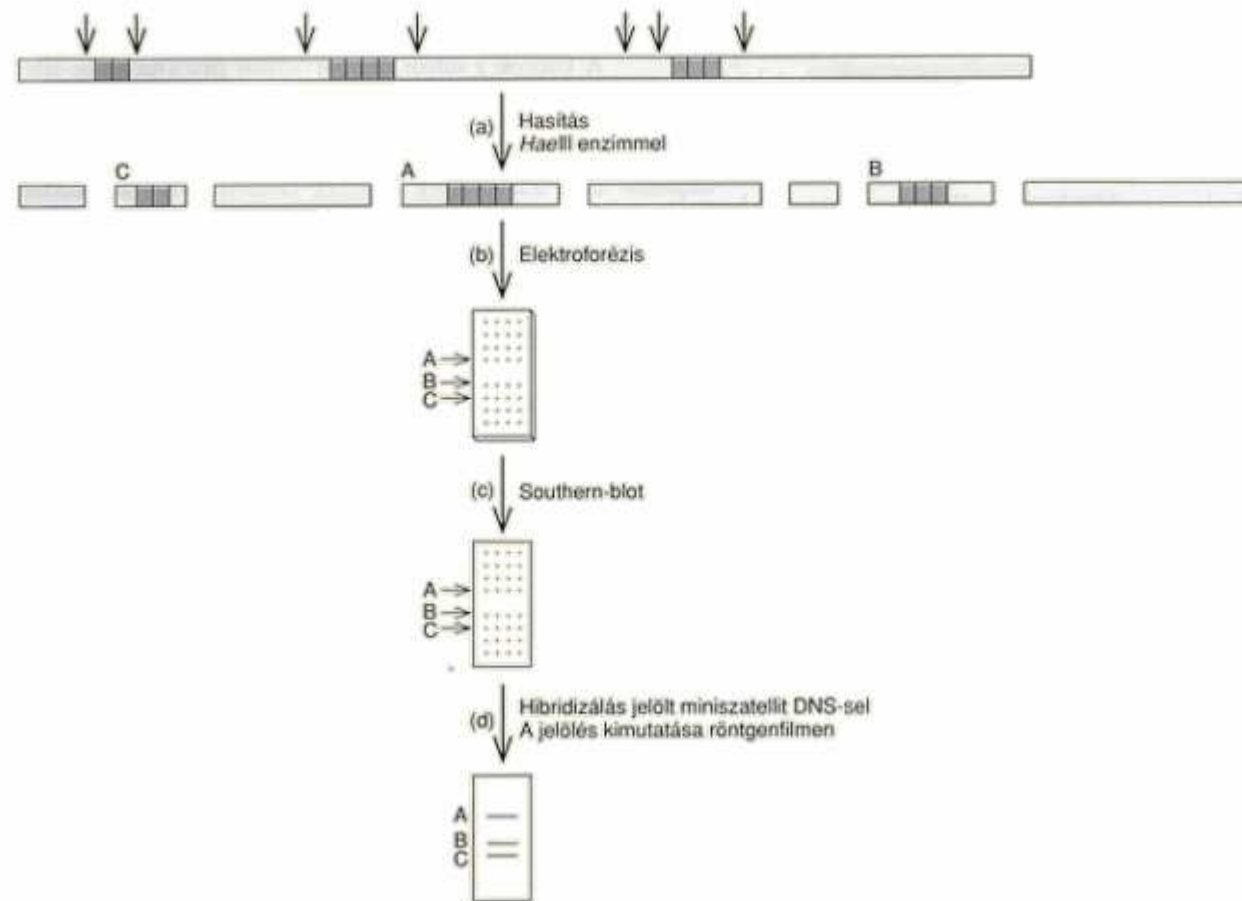 (a) Hasítás
HaeIII enzimmel
C A B
(b) Elektroforézis
A
B
C
(c) Southern-blot
A
B
C
(d) Hibridizálás jelölt miniszatellit DNS-sel
A jelölés kimutatása röntgenfilmen
A
B
C